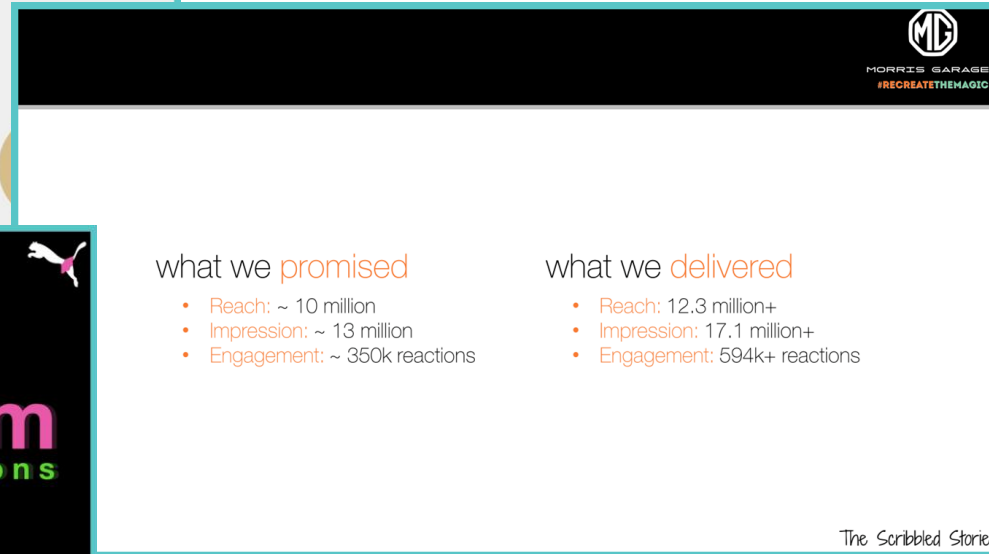 MG
MORRIS GARAGE
#RECREATETHEMAGIC
what we promised
• Reach: ~ 10 million
• Impression: ~ 13 million
• Engagement: ~ 350k reactions
what we delivered
• Reach: 12.3 million+
• Impression: 17.1 million+
• Engagement: 594k+ reactions
m
ons
The Scribbled Storie